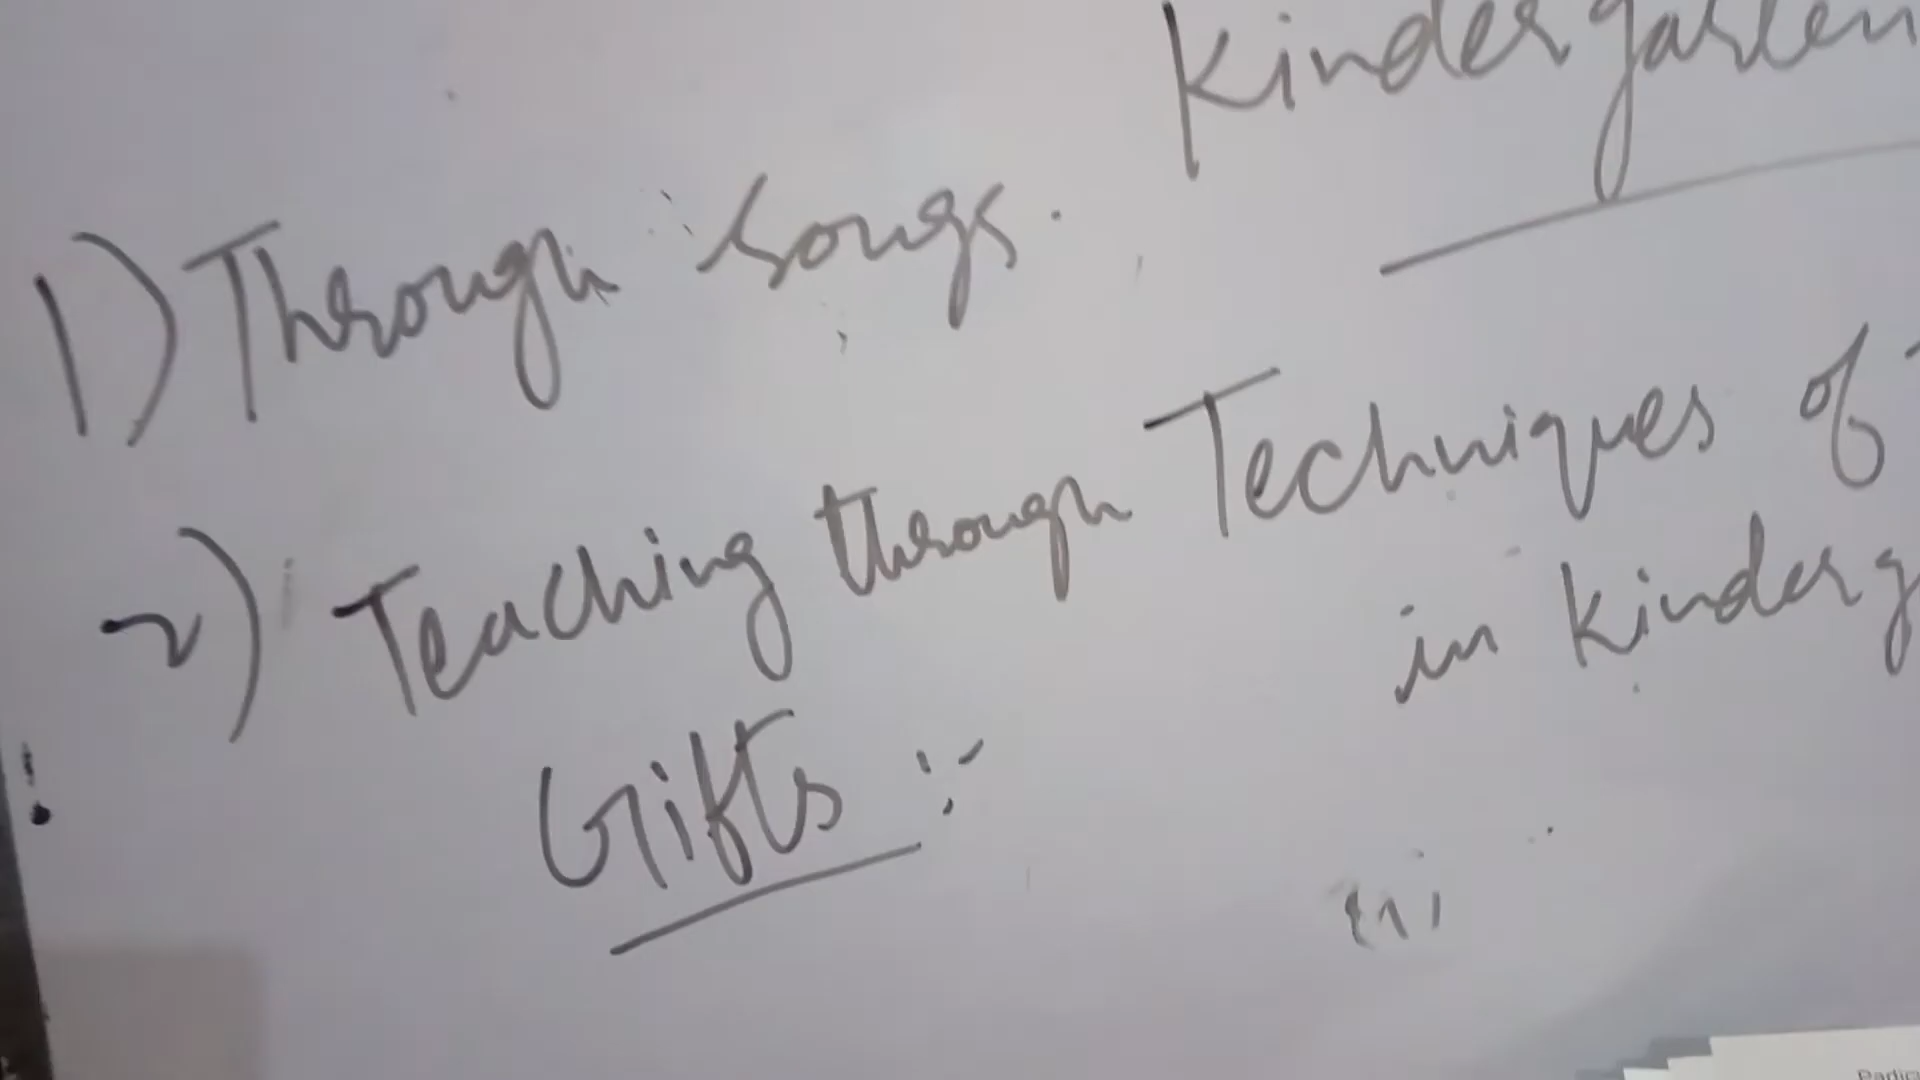 Kindergarten
1) Through songs.
Techniques of
2) Teaching through
in Kinderg
Gifts :-